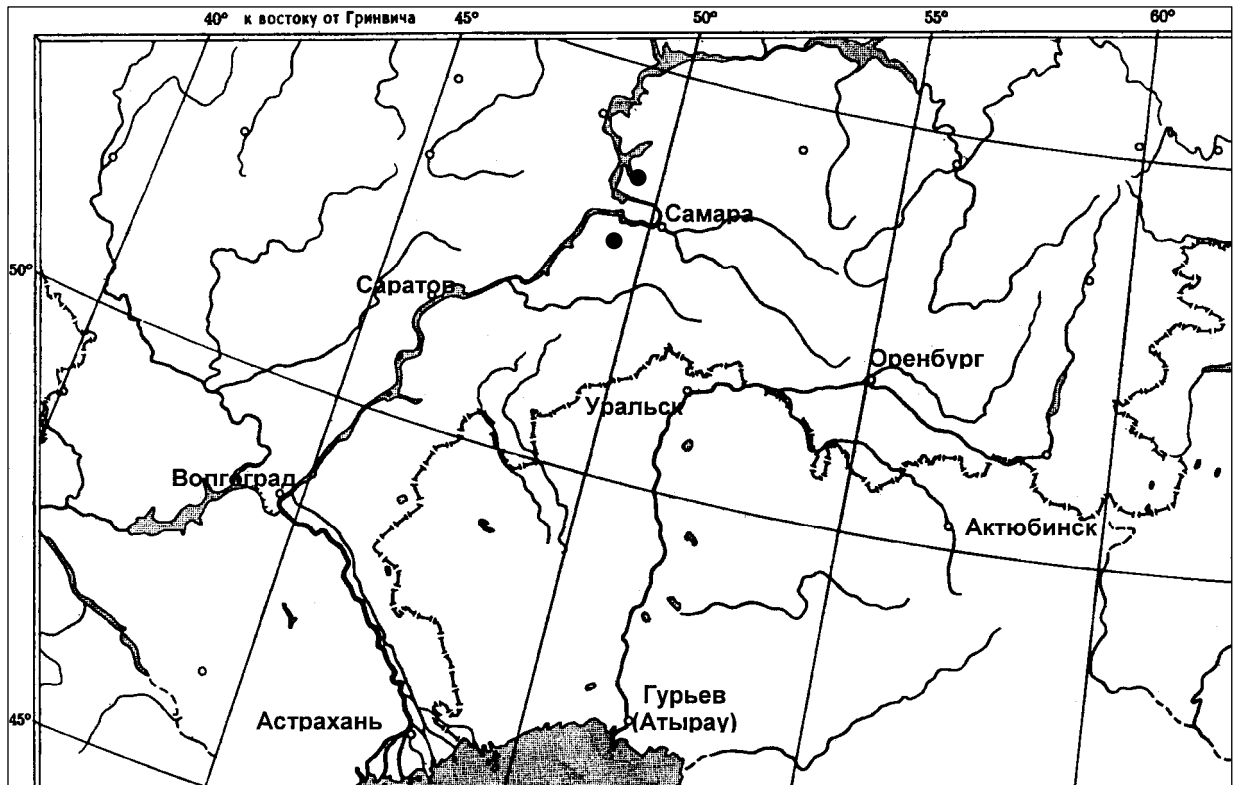 40° к востоку от Гринвича 45° 50° 55° 60°
Самара
50°
Саратов
Оренбург
Уральск
Волгоград
Актюбинск
Гурьев
(Атырау)
Астрахань
45°